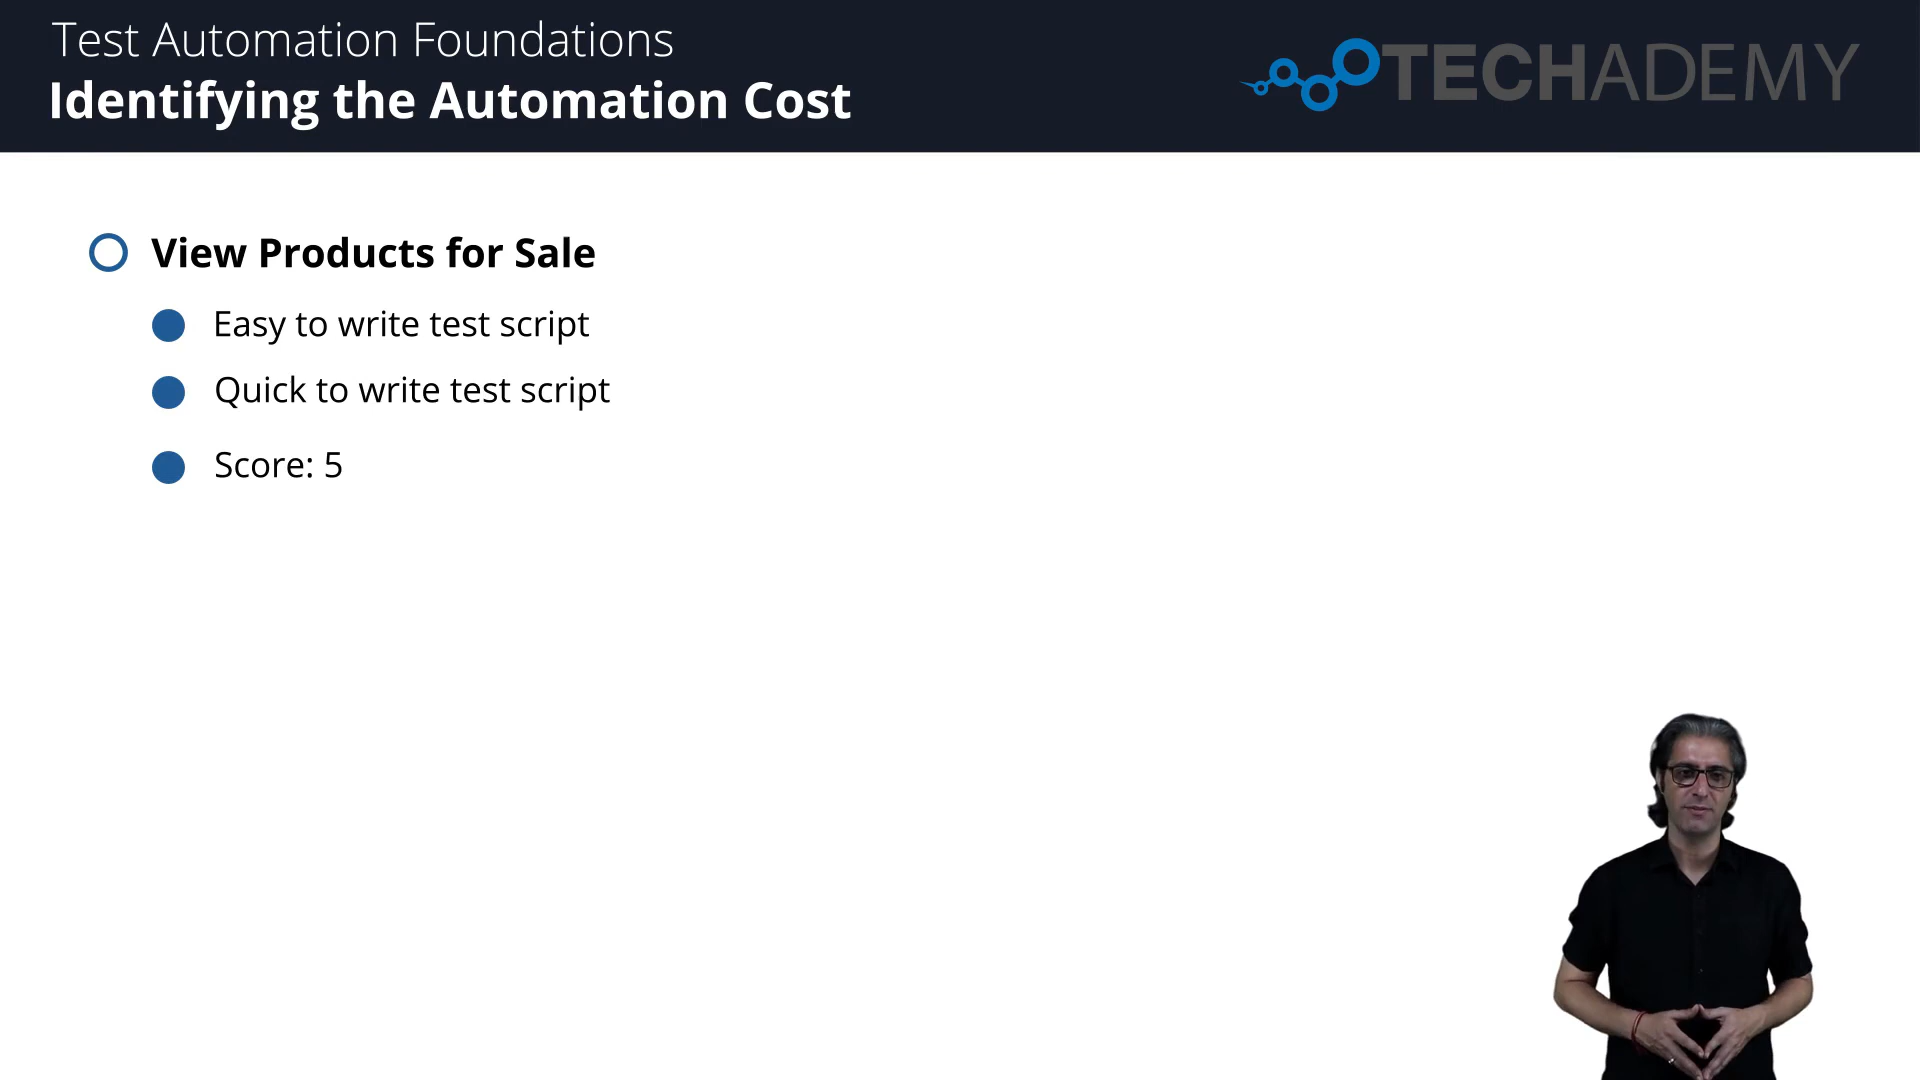 Test Automation Foundations
Identifying the Automation Cost
TECHADEMY
View Products for Sale
Easy to write test script
Quick to write test script
Score: 5